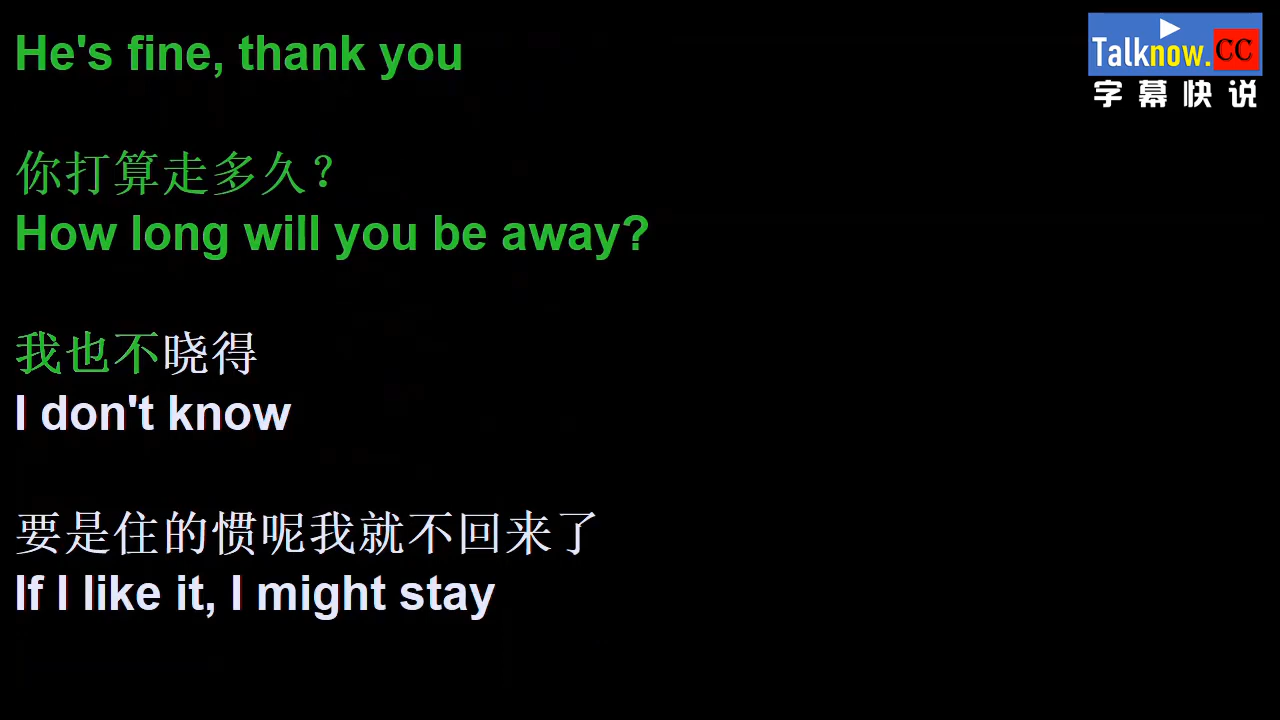 He's fine, thank you
Talknow.CC
字幕快说
你打算走多久?
How long will you be away?
我也不晓得
I don't know
要是住的惯呢我就不回来了
If I like it, I might stay